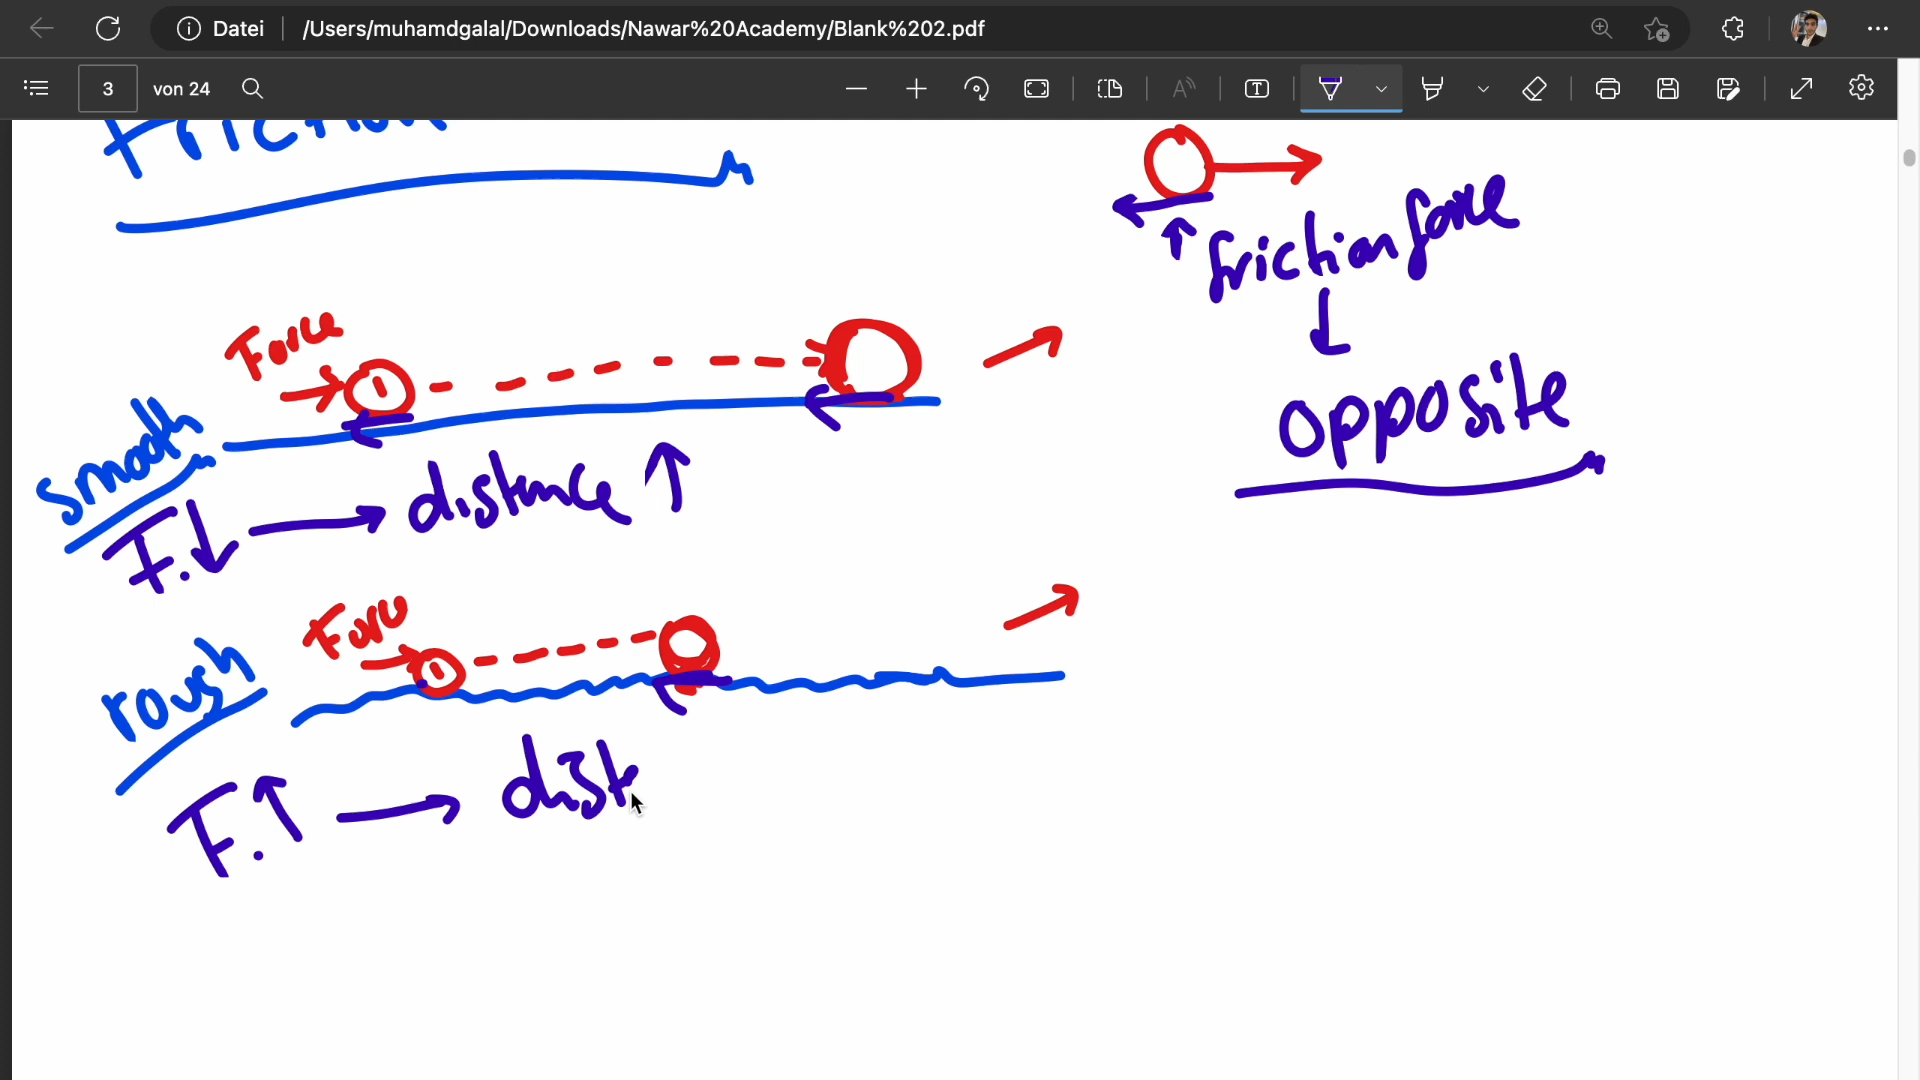 Datei /Users/muhamdgalal/Downloads/Nawar%20Academy/Blank%202.pdf
3 von 24
Friction
friction force
Force
opposite
smooth
distance ↑
F.↓ →
Force
rough
F.↑ → dist